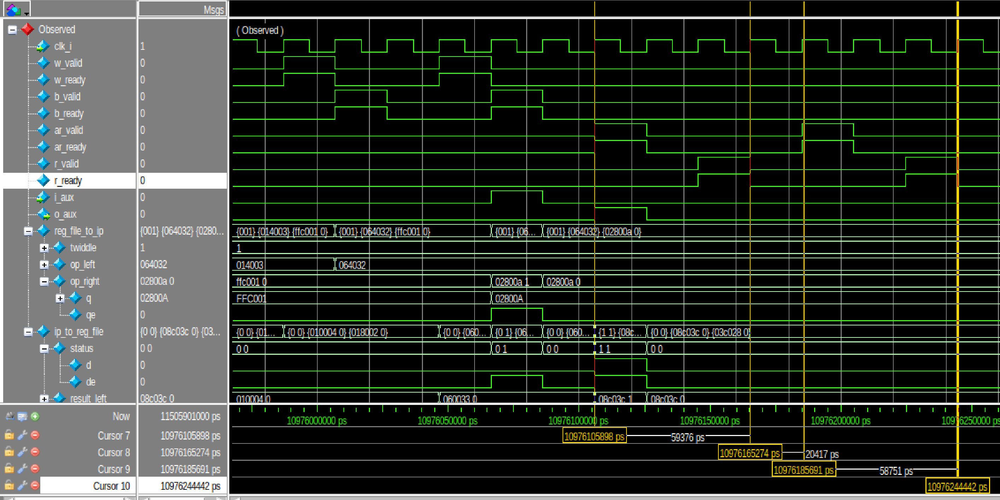 Msgs
Observed ( Observed )
clk_i 1
w_valid 0
w_ready 0
b_valid 0
b_ready 0
ar_valid 0
ar_ready 0
r_valid 0
r_ready 0
i_aux 0
o_aux 0
reg_file_to_ip {001} {064032} {0280... {001} {014003} {ffc001 0} {001} {064032} {ffc001 0} {001} {06... {001} {064032} {02800a 0}
twiddle 1 1
op_left 064032 014003 064032
op_right 02800a 0 ffc001 0 02800a 1 02800a 0
q 02800A FFC001 02800A
qe 0
ip_to_reg_file {0 0} {08c03c 0} {03... {0 0} {01... {0 0} {010004 0} {018002 0} {0 0} {060... {0 1} {06... {0 0} {060... {1 1} {08c... {0 0} {08c03c 0} {03c028 0}
status 0 0 0 0 0 1 0 0 1 1 0 0
d 0
de 0
result_left 08c03c 0 010004 0 060033 0 08c03c 1 08c03c 0
Now 11505901000 ps 10976000000 ps 10976050000 ps 10976100000 ps 10976150000 ps 10976200000 ps 10976250000 ps
Cursor 7 10976105898 ps 10976105898 ps 59376 ps
Cursor 8 10976165274 ps 10976165274 ps 20417 ps
Cursor 9 10976185691 ps 10976185691 ps 58751 ps
Cursor 10 10976244442 ps 10976244442 ps